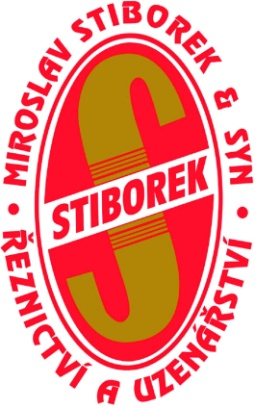 MIROSLAV STIBOREK & SYN
S
STIBOREK
• ŘEZNICTVÍ A UZENÁŘSTVÍ •